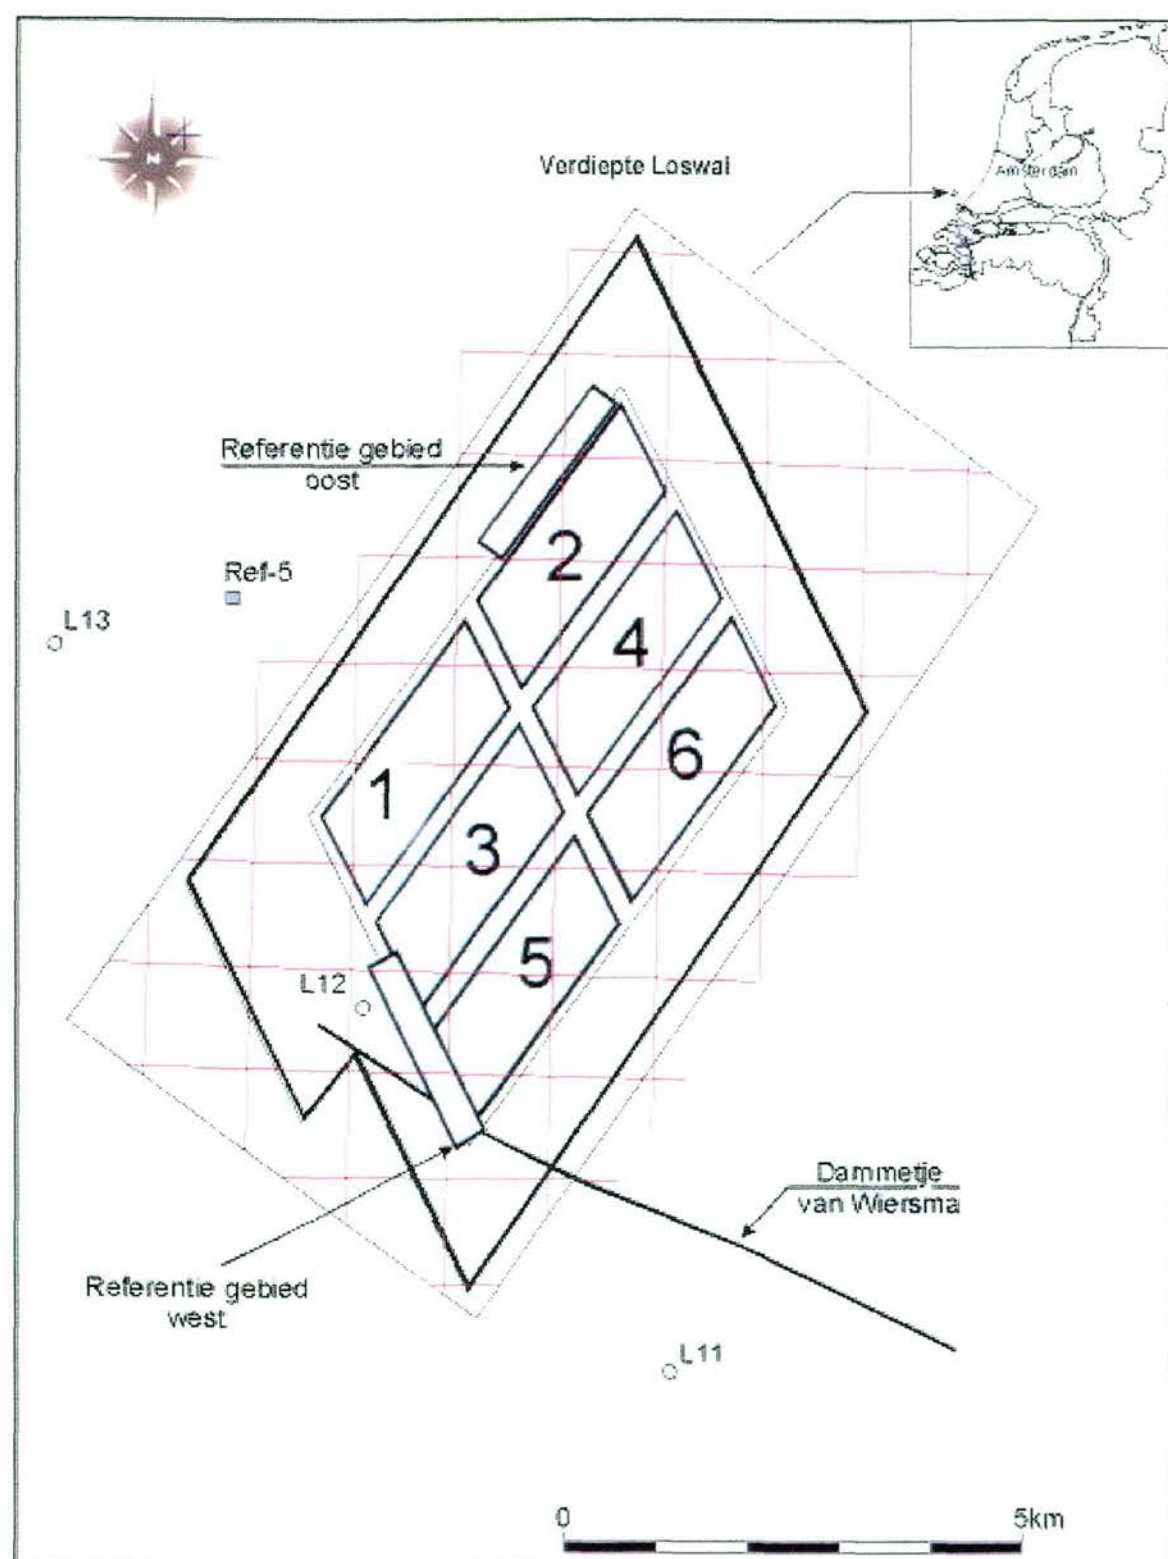 N
Verdiepte Loswal
Amsterdam
Referentie gebied
oost
2
Ref-5
L13
4
6
1
3
5
L12
Dammetje
van Wiersma
Referentie gebied
west
L11
0
5km